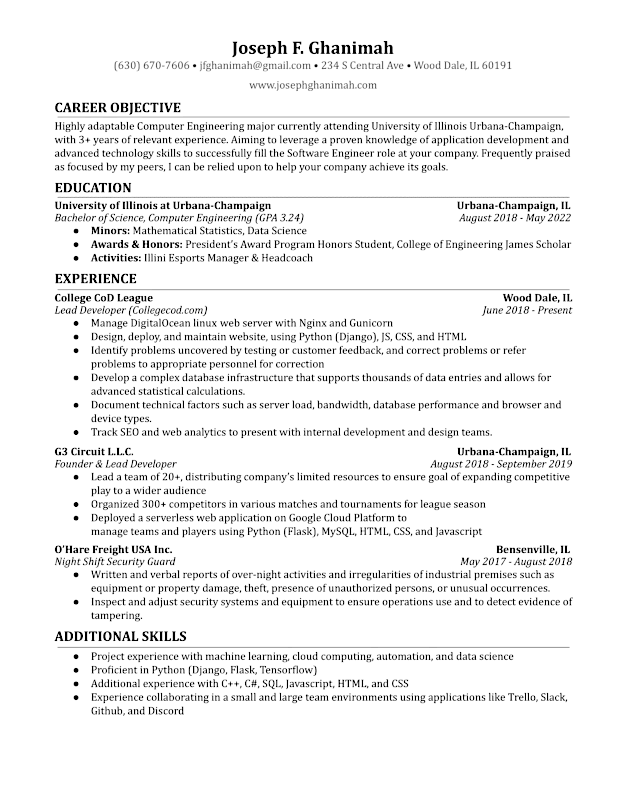 Joseph F. Ghanimah
(630) 670-7606 • jfghanimah@gmail.com • 234 S Central Ave • Wood Dale, IL 60191
www.josephghanimah.com
CAREER OBJECTIVE
Highly adaptable Computer Engineering major currently attending University of Illinois Urbana-Champaign,
with 3+ years of relevant experience. Aiming to leverage a proven knowledge of application development and
advanced technology skills to successfully fill the Software Engineer role at your company. Frequently praised
as focused by my peers, I can be relied upon to help your company achieve its goals.
EDUCATION
University of Illinois at Urbana-Champaign Urbana-Champaign, IL
Bachelor of Science, Computer Engineering (GPA 3.24) August 2018 - May 2022
● Minors: Mathematical Statistics, Data Science
● Awards & Honors: President's Award Program Honors Student, College of Engineering James Scholar
● Activities: Illini Esports Manager & Headcoach
EXPERIENCE
College CoD League Wood Dale, IL
Lead Developer (Collegecod.com) June 2018 - Present
● Manage DigitalOcean linux web server with Nginx and Gunicorn
● Design, deploy, and maintain website, using Python (Django), JS, CSS, and HTML
● Identify problems uncovered by testing or customer feedback, and correct problems or refer
problems to appropriate personnel for correction
● Develop a complex database infrastructure that supports thousands of data entries and allows for
advanced statistical calculations.
● Document technical factors such as server load, bandwidth, database performance and browser and
device types.
● Track SEO and web analytics to present with internal development and design teams.
G3 Circuit L.L.C. Urbana-Champaign, IL
Founder & Lead Developer August 2018 - September 2019
● Lead a team of 20+, distributing company's limited resources to ensure goal of expanding competitive
play to a wider audience
● Organized 300+ competitors in various matches and tournaments for league season
● Deployed a serverless web application on Google Cloud Platform to
manage teams and players using Python (Flask), MySQL, HTML, CSS, and Javascript
O'Hare Freight USA Inc. Bensenville, IL
Night Shift Security Guard May 2017 - August 2018
● Written and verbal reports of over-night activities and irregularities of industrial premises such as
equipment or property damage, theft, presence of unauthorized persons, or unusual occurrences.
● Inspect and adjust security systems and equipment to ensure operations use and to detect evidence of
tampering.
ADDITIONAL SKILLS
● Project experience with machine learning, cloud computing, automation, and data science
● Proficient in Python (Django, Flask, Tensorflow)
● Additional experience with C++, C#, SQL, Javascript, HTML, and CSS
● Experience collaborating in a small and large team environments using applications like Trello, Slack,
Github, and Discord